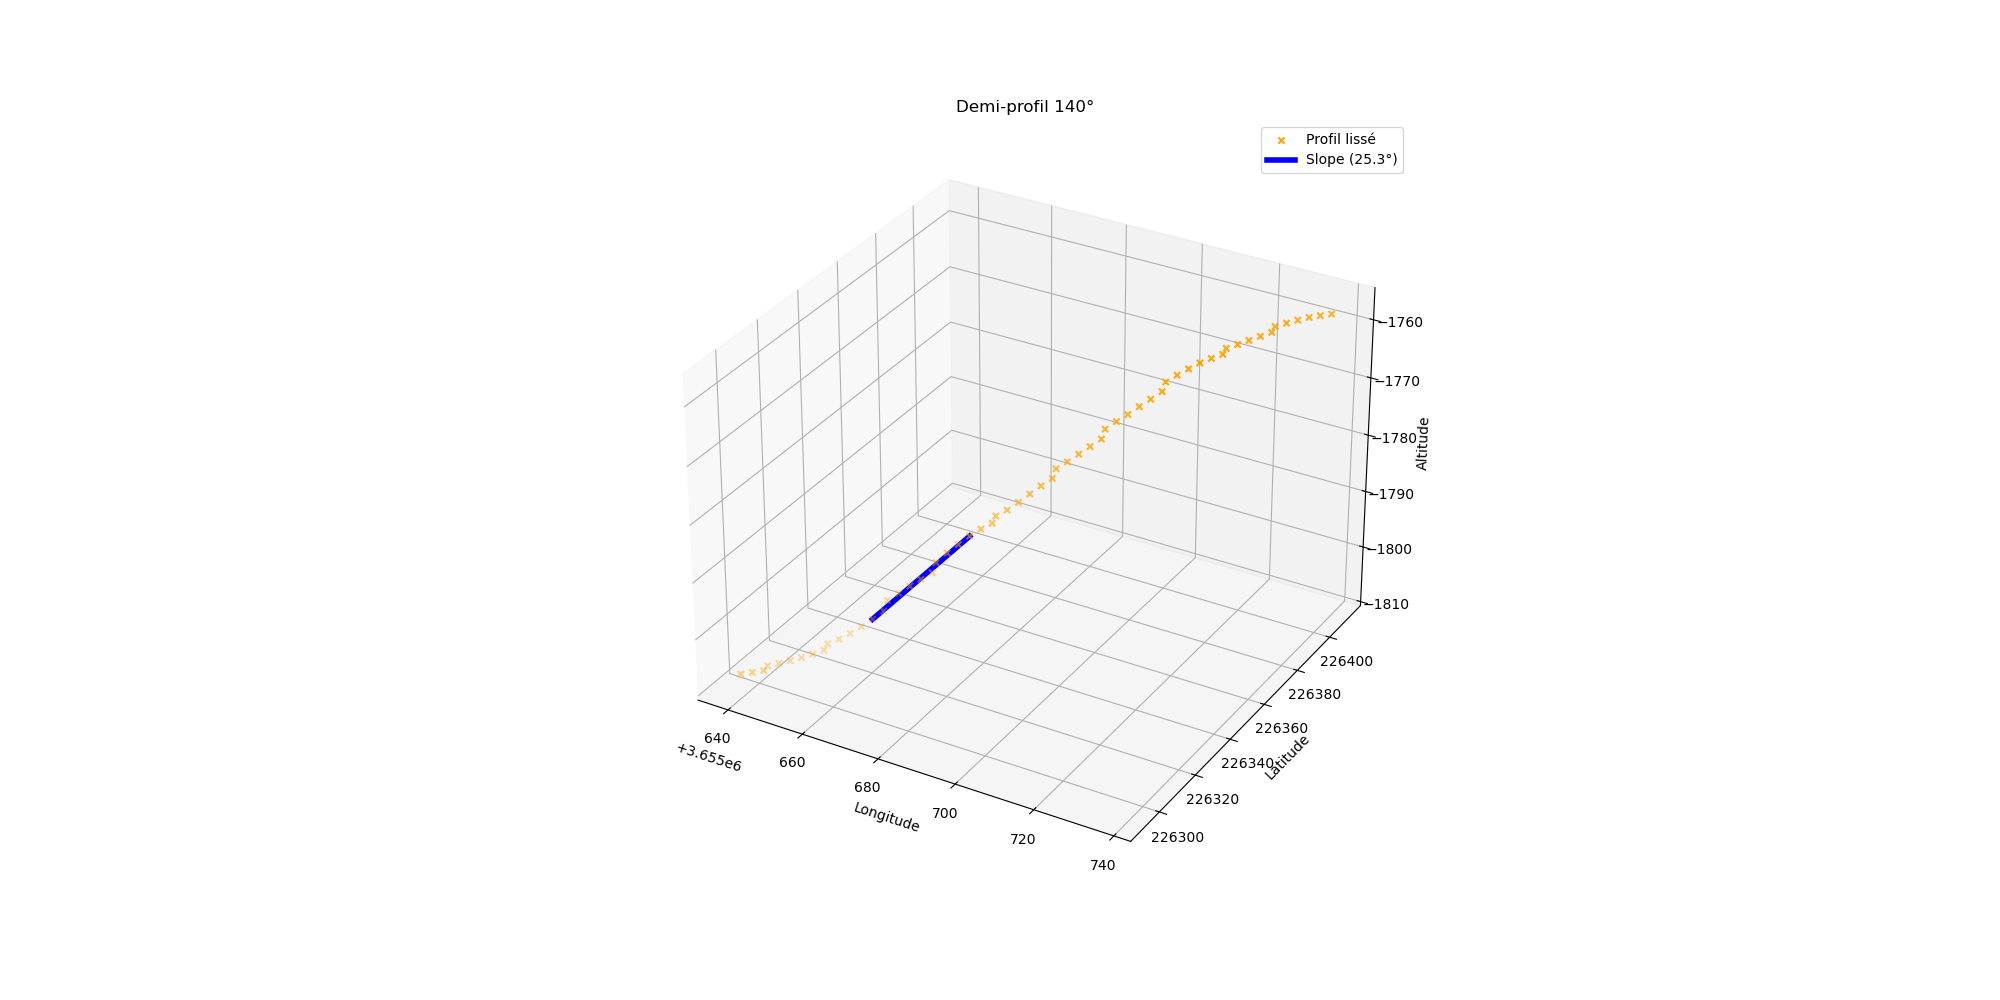 Demi-profil 140°
Profil lissé
Slope (25.3°)
−1760
−1770
−1780
−1790
−1800
−1810
Altitude
226400
226380
226360
226340
226320
226300
Latitude
640
660
680
700
720
740
+3.655e6
Longitude